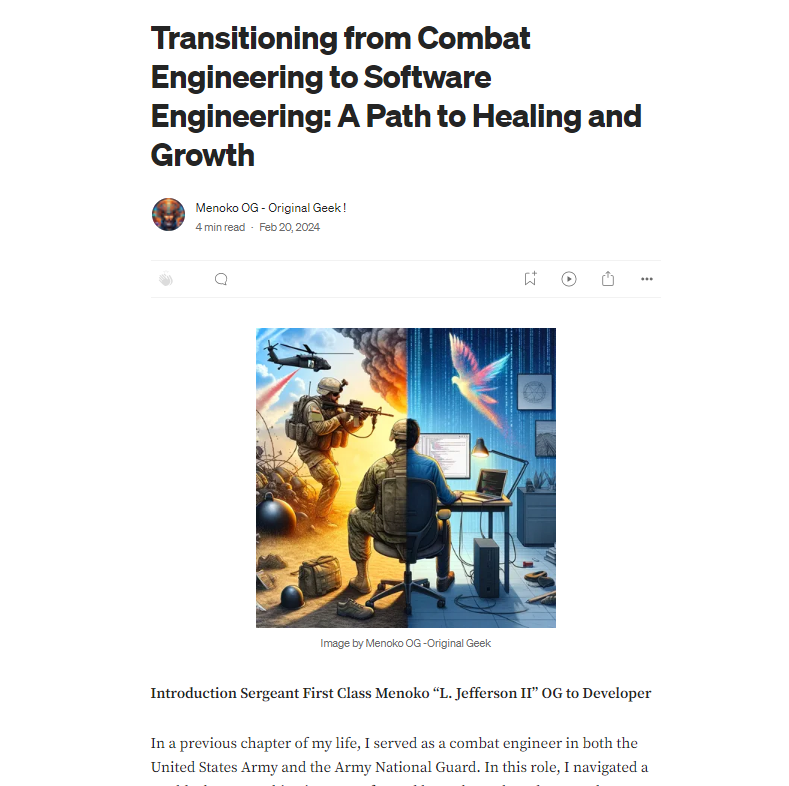 Transitioning from Combat
Engineering to Software
Engineering: A Path to Healing and
Growth
Menoko OG - Original Geek !
4 min read · Feb 20, 2024
Image by Menoko OG -Original Geek
Introduction Sergeant First Class Menoko “L. Jefferson II” OG to Developer
In a previous chapter of my life, I served as a combat engineer in both the
United States Army and the Army National Guard. In this role, I navigated a